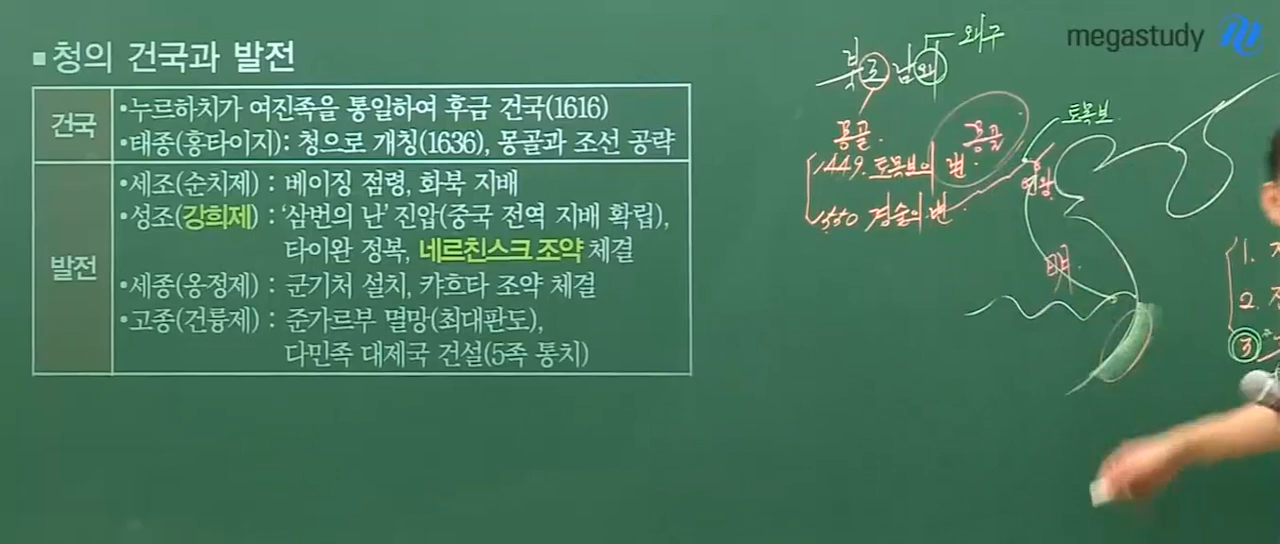 ▪청의 건국과 발전
건국
•누르하치가 여진족을 통일하여 후금 건국(1616)
•태종(홍타이지) : 청으로 개칭(1636), 몽골과 조선 공략
발전
•세조(순치제) : 베이징 점령, 화북 지배
•성조(강희제) : ‘삼번의 난’ 진압(중국 전역 지배 확립),
타이완 정복, 네르친스크 조약 체결
•세종(옹정제) : 군기처 설치, 캬흐타 조약 체결
•고종(건륭제) : 준가르부 멸망(최대판도),
다민족 대제국 건설(5족 통치)
megastudy
왜구
북로남왜
몽골
몽골
토목보
1449. 토목보의 변
1550 경술의 변
연왕
명
1.
2.
3